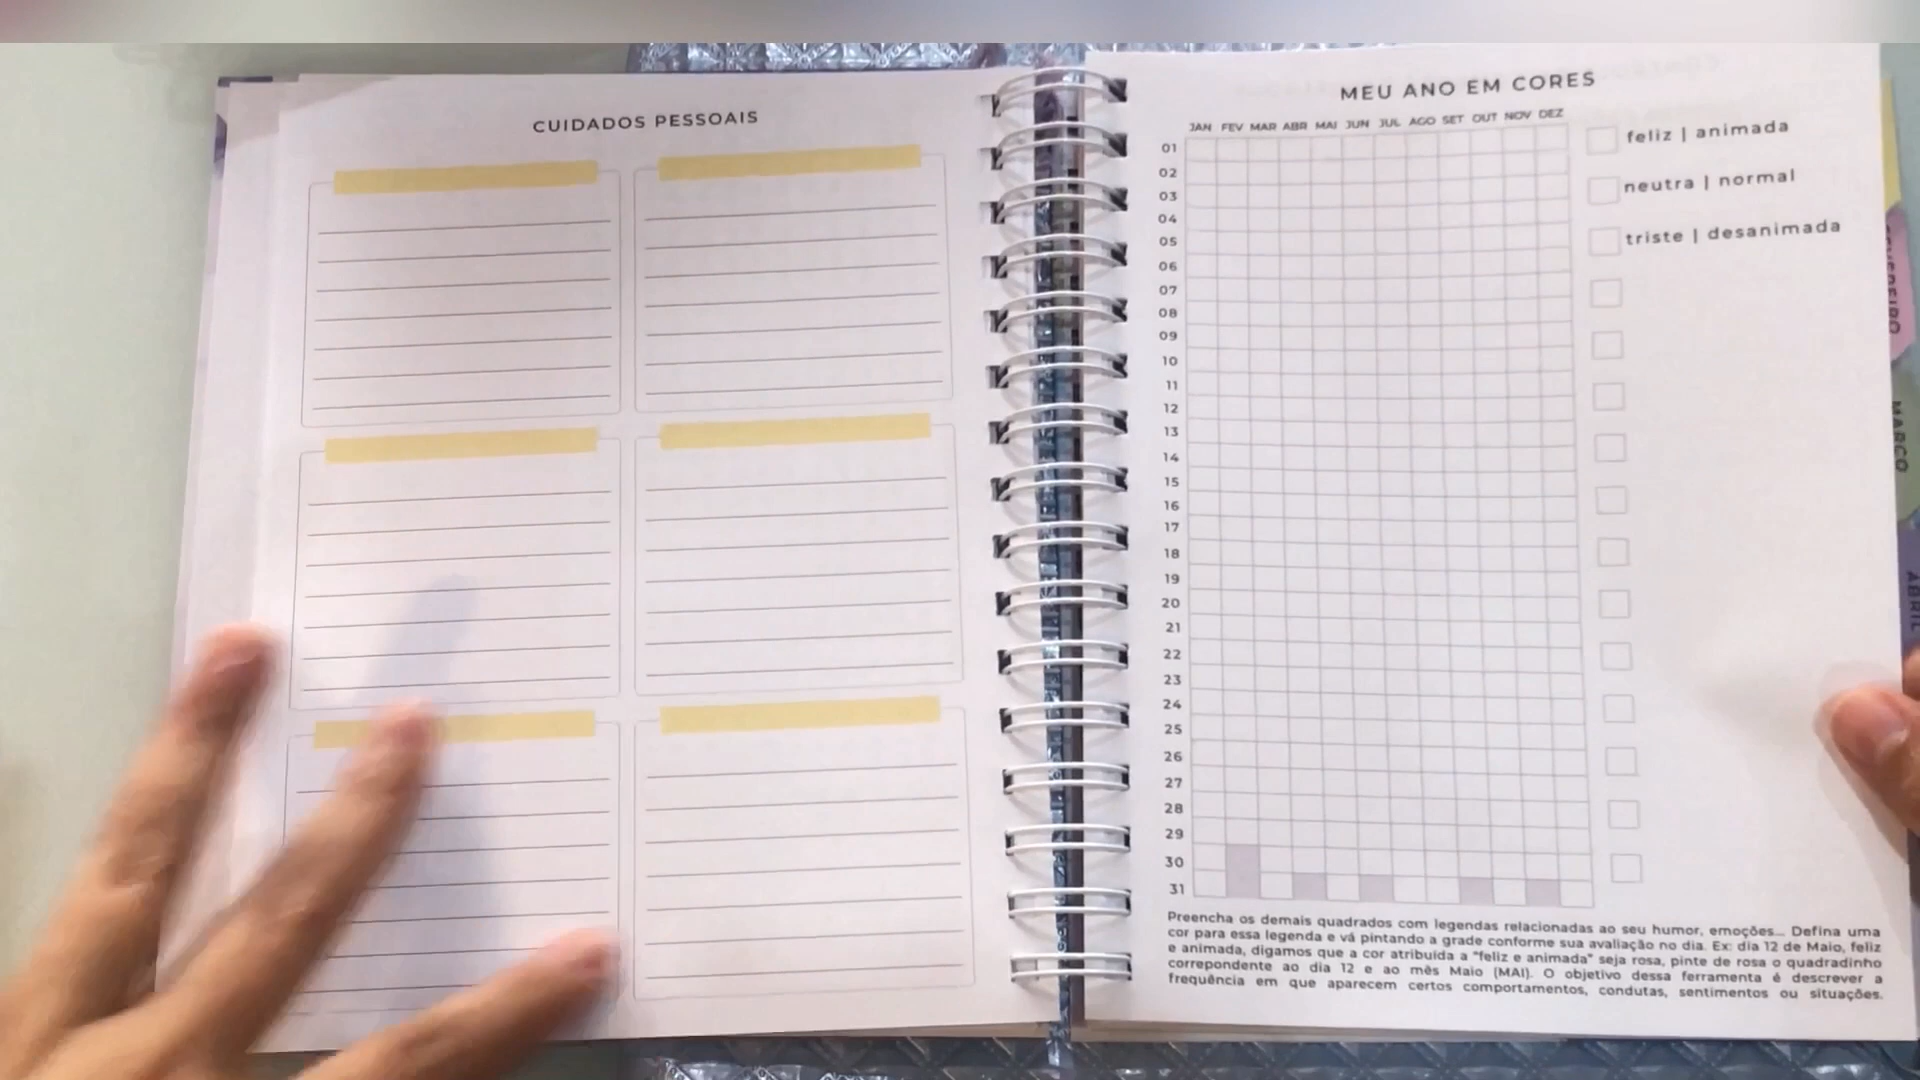 CUIDADOS PESSOAIS
MEU ANO EM CORES
JAN FEV MAR ABR MAI JUN JUL AGO SET OUT NOV DEZ
01
02
03
04
05
06
07
08
09
10
11
12
13
14
15
16
17
18
19
20
21
22
23
24
25
26
27
28
29
30
31
feliz | animada
neutra | normal
triste | desanimada
Preencha os demais quadrados com legendas relacionadas ao seu humor, emoções... Defina uma
cor para essa legenda e vá pintando a grade conforme sua avaliação no dia. Ex: dia 12 de Maio, feliz
e animada, digamos que a cor atribuida a "feliz e animada" seja rosa, pinte de rosa o quadradinho
correpondente ao dia 12 e ao mês Maio (MAI). O objetivo dessa ferramenta é descrever a
frequência em que aparecem certos comportamentos, condutas, sentimentos ou situações.
FEVEREIRO
MARÇO
ABRIL